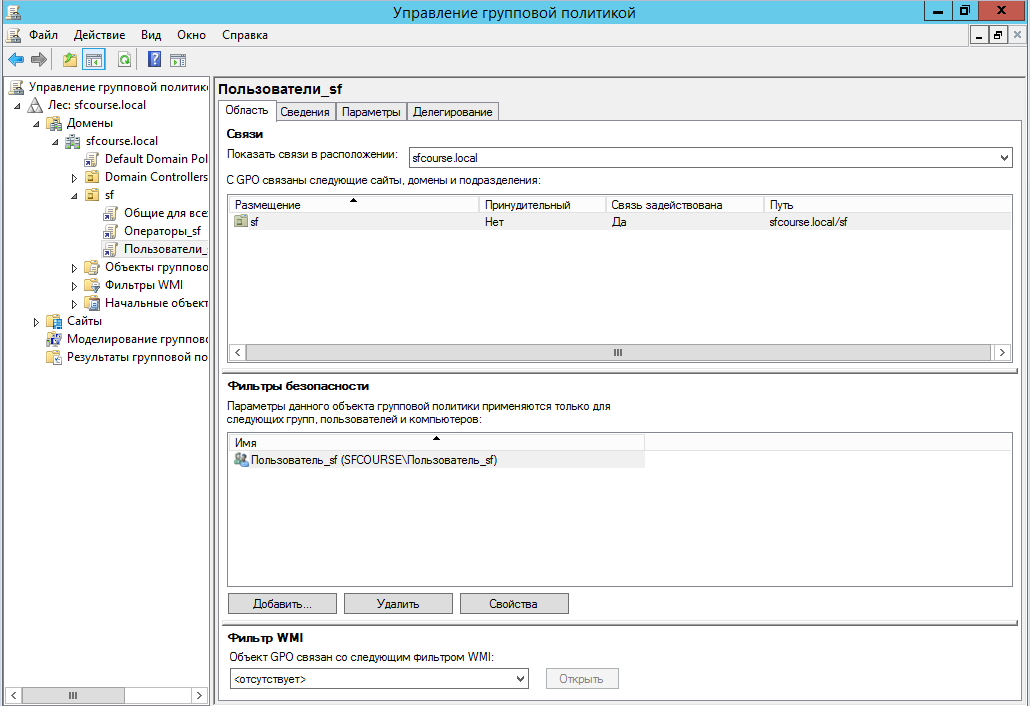 Управление групповой политикой
Файл Действие Вид Окно Справка
Управление групповой политик
Лес: sfcourse.local
Домены
sfcourse.local
Default Domain Pol
Domain Controllers
sf
Общие для все
Операторы_sf
Пользователи_
Объекты группово
Фильтры WMI
Начальные объект
Сайты
Моделирование группово
Результаты групповой по
Пользователи_sf
Область Сведения Параметры Делегирование
Связи
Показать связи в расположении: sfcourse.local
С GPO связаны следующие сайты, домены и подразделения:
Размещение Принудительный Связь задействована Путь
sf Нет Да sfcourse.local/sf
Фильтры безопасности
Параметры данного объекта групповой политики применяются только для
следующих групп, пользователей и компьютеров:
Имя
Пользователь_sf (SFCOURSE\Пользователь_sf)
Добавить... Удалить Свойства
Фильтр WMI
Объект GPO связан со следующим фильтром WMI:
<отсутствует> Открыть